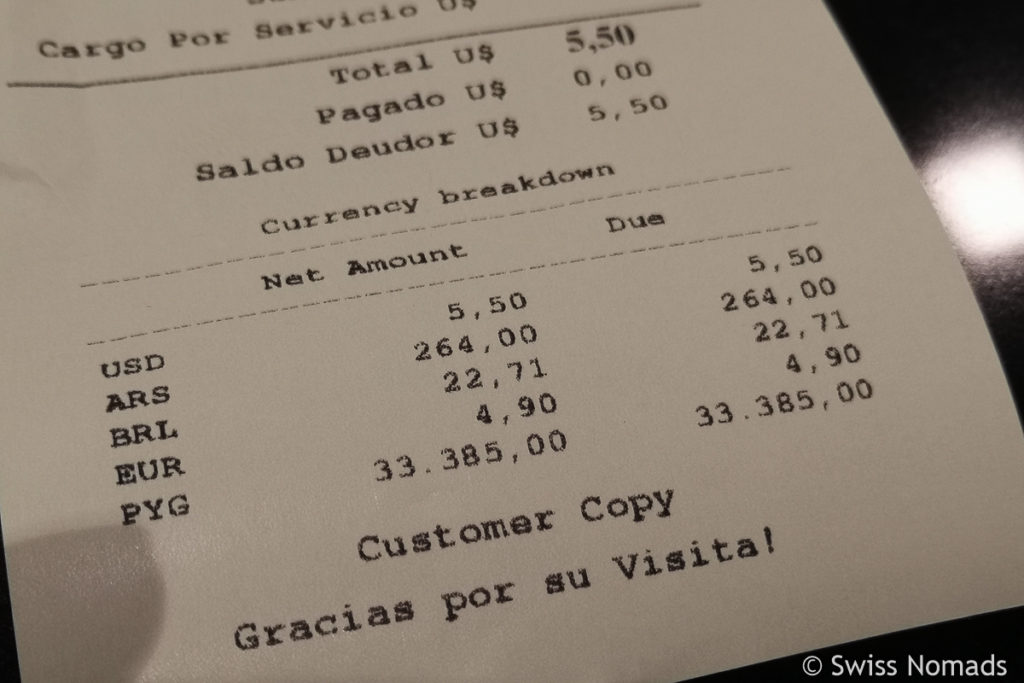 Cargo Por Servicio U$
Total U$ 5,50
Pagado U$ 0,00
Saldo Deudor U$ 5,50
Currency breakdown
Net Amount Due
USD 5,50 5,50
ARS 264,00 264,00
BRL 22,71 22,71
EUR 4,90 4,90
PYG 33.385,00 33.385,00
Customer Copy
Gracias por su Visita!
© Swiss Nomads